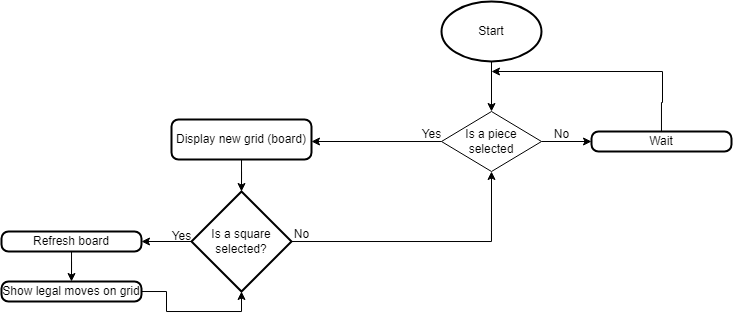 Start
Is a piece
selected
Yes
No
Wait
Display new grid (board)
Is a square
selected?
Yes
No
Refresh board
Show legal moves on grid